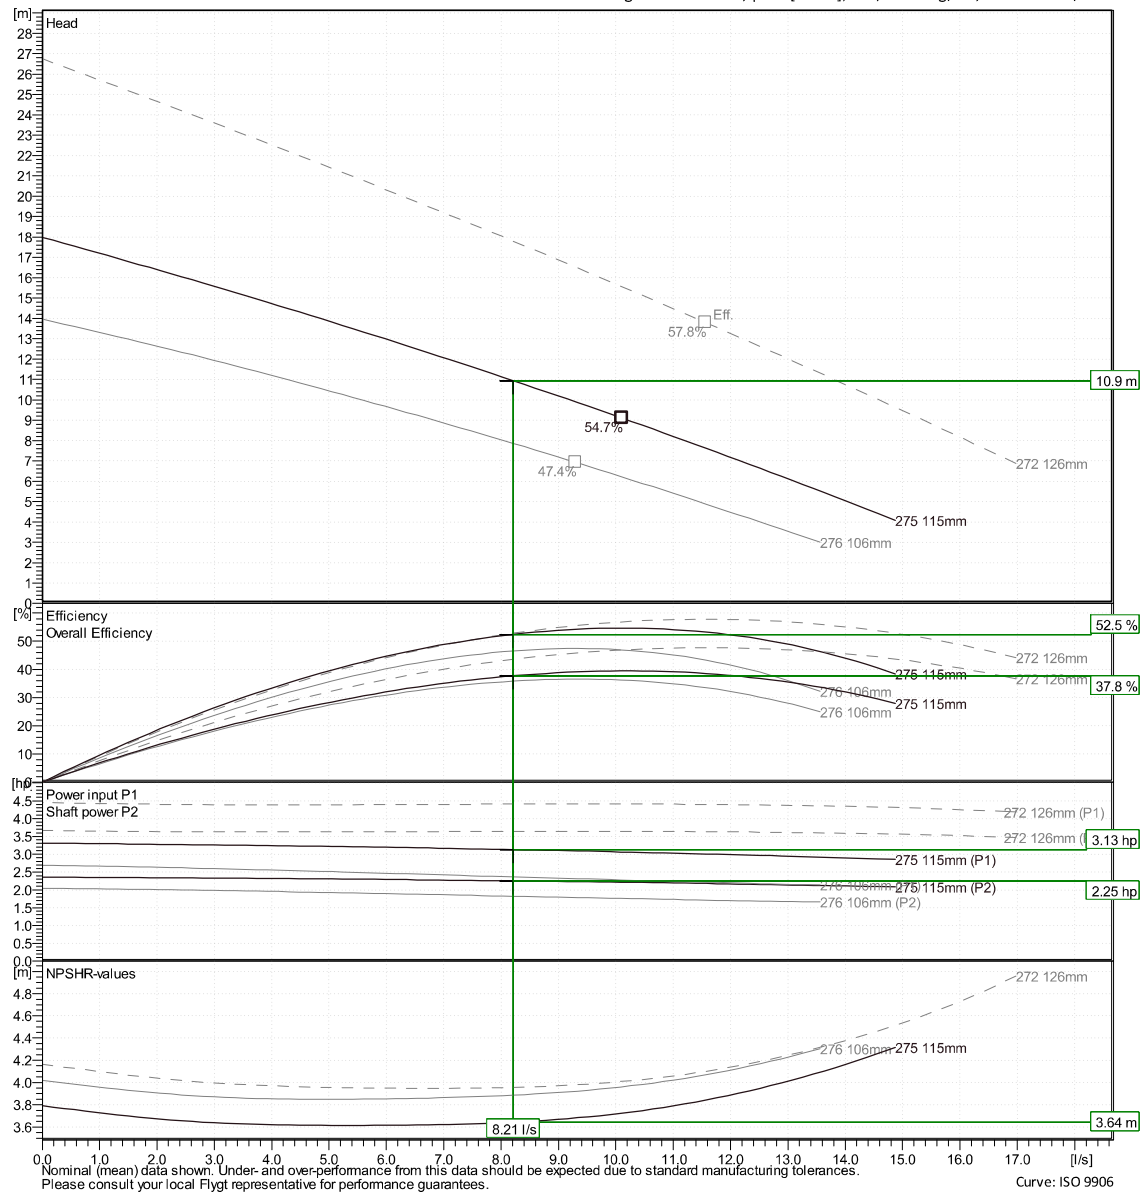 [m]
Head
28
27
26
25
24
23
22
21
20
19
18
17
16
15
14
13
12
11
10
9
8
7
6
5
4
3
2
1
0
Eff.
57.8%
10.9 m
54.7%
47.4%
272 126mm
275 115mm
276 106mm
[%]
Efficiency
Overall Efficiency
50
40
30
20
10
52.5 %
272 126mm
275 115mm
272 126mm
37.8 %
276 106mm
275 115mm
276 106mm
[hp]
Power input P1
Shaft power P2
4.5
4.0
3.5
3.0
2.5
2.0
1.5
1.0
0.5
0.0
272 126mm (P1)
272 126mm (
3.13 hp
275 115mm (P1)
276 106mm (P1)
275 115mm (P2)
2.25 hp
276 106mm (P2)
[m]
NPSHR-values
4.8
4.6
4.4
4.2
4.0
3.8
3.6
272 126mm
276 106mm
275 115mm
8.21 l/s
3.64 m
0.0 1.0 2.0 3.0 4.0 5.0 6.0 7.0 8.0 9.0 10.0 11.0 12.0 13.0 14.0 15.0 16.0 17.0 [l/s]
Nominal (mean) data shown. Under- and over-performance from this data should be expected due to standard manufacturing tolerances.
Please consult your local Flygt representative for performance guarantees.
Curve: ISO 9906